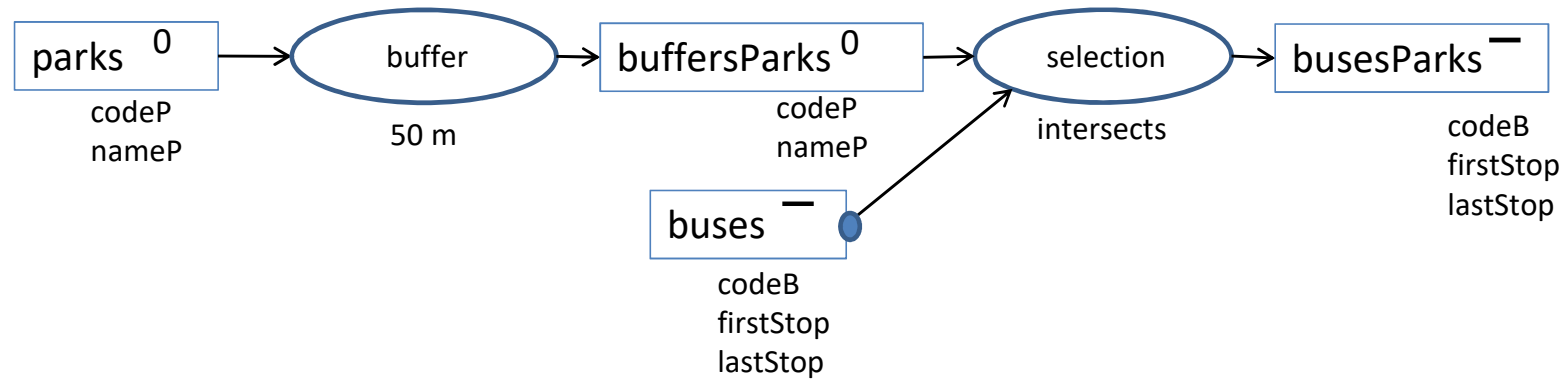 parks 0
codeP
nameP
buffer
50 m
buffersParks 0
codeP
nameP
buses –
codeB
firstStop
lastStop
selection
intersects
busesParks –
codeB
firstStop
lastStop